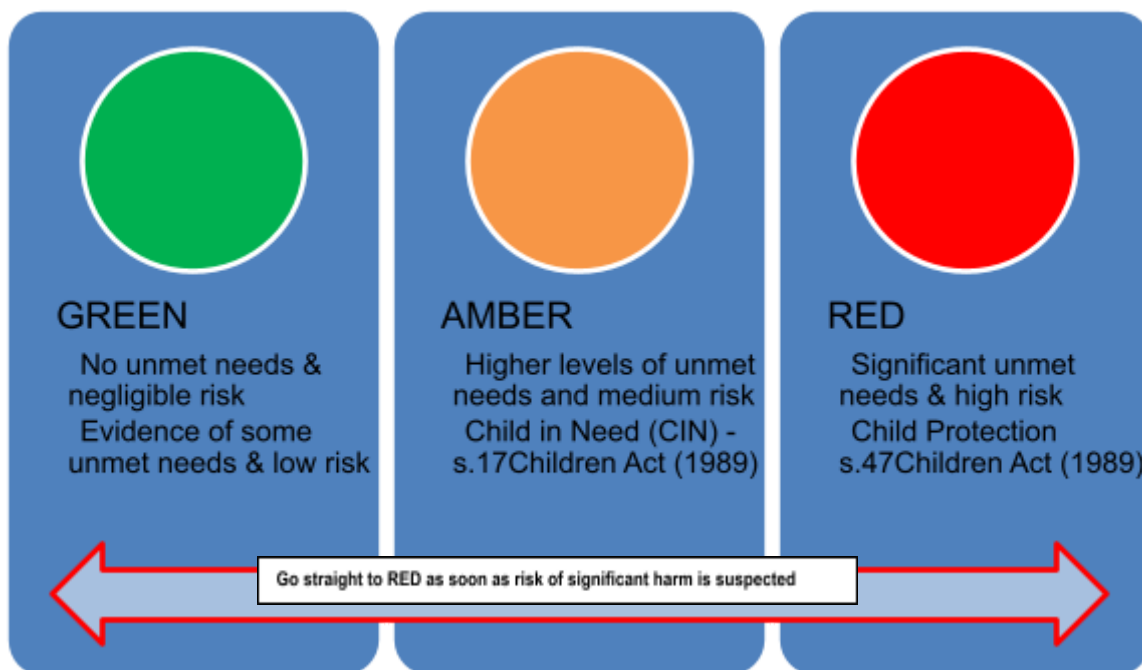 GREEN
No unmet needs &
negligible risk
Evidence of some
unmet needs & low risk
AMBER
Higher levels of unmet
needs and medium risk
Child in Need (CIN) -
s.17Children Act (1989)
RED
Significant unmet
needs & high risk
Child Protection
s.47Children Act (1989)
Go straight to RED as soon as risk of significant harm is suspected